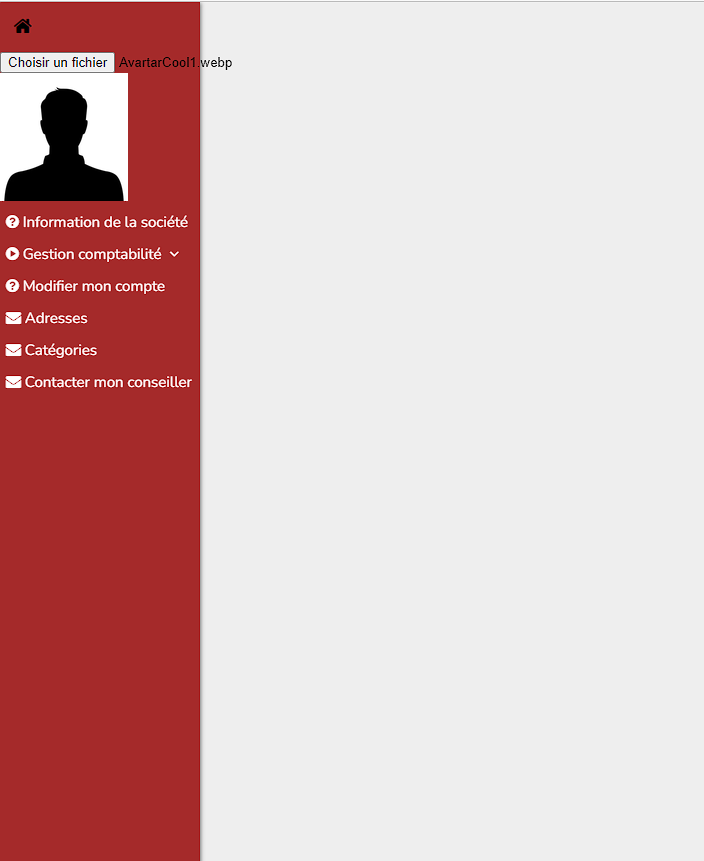 Choisir un fichier AvartarCool1.webp
Information de la société
Gestion comptabilité
Modifier mon compte
Adresses
Catégories
Contacter mon conseiller